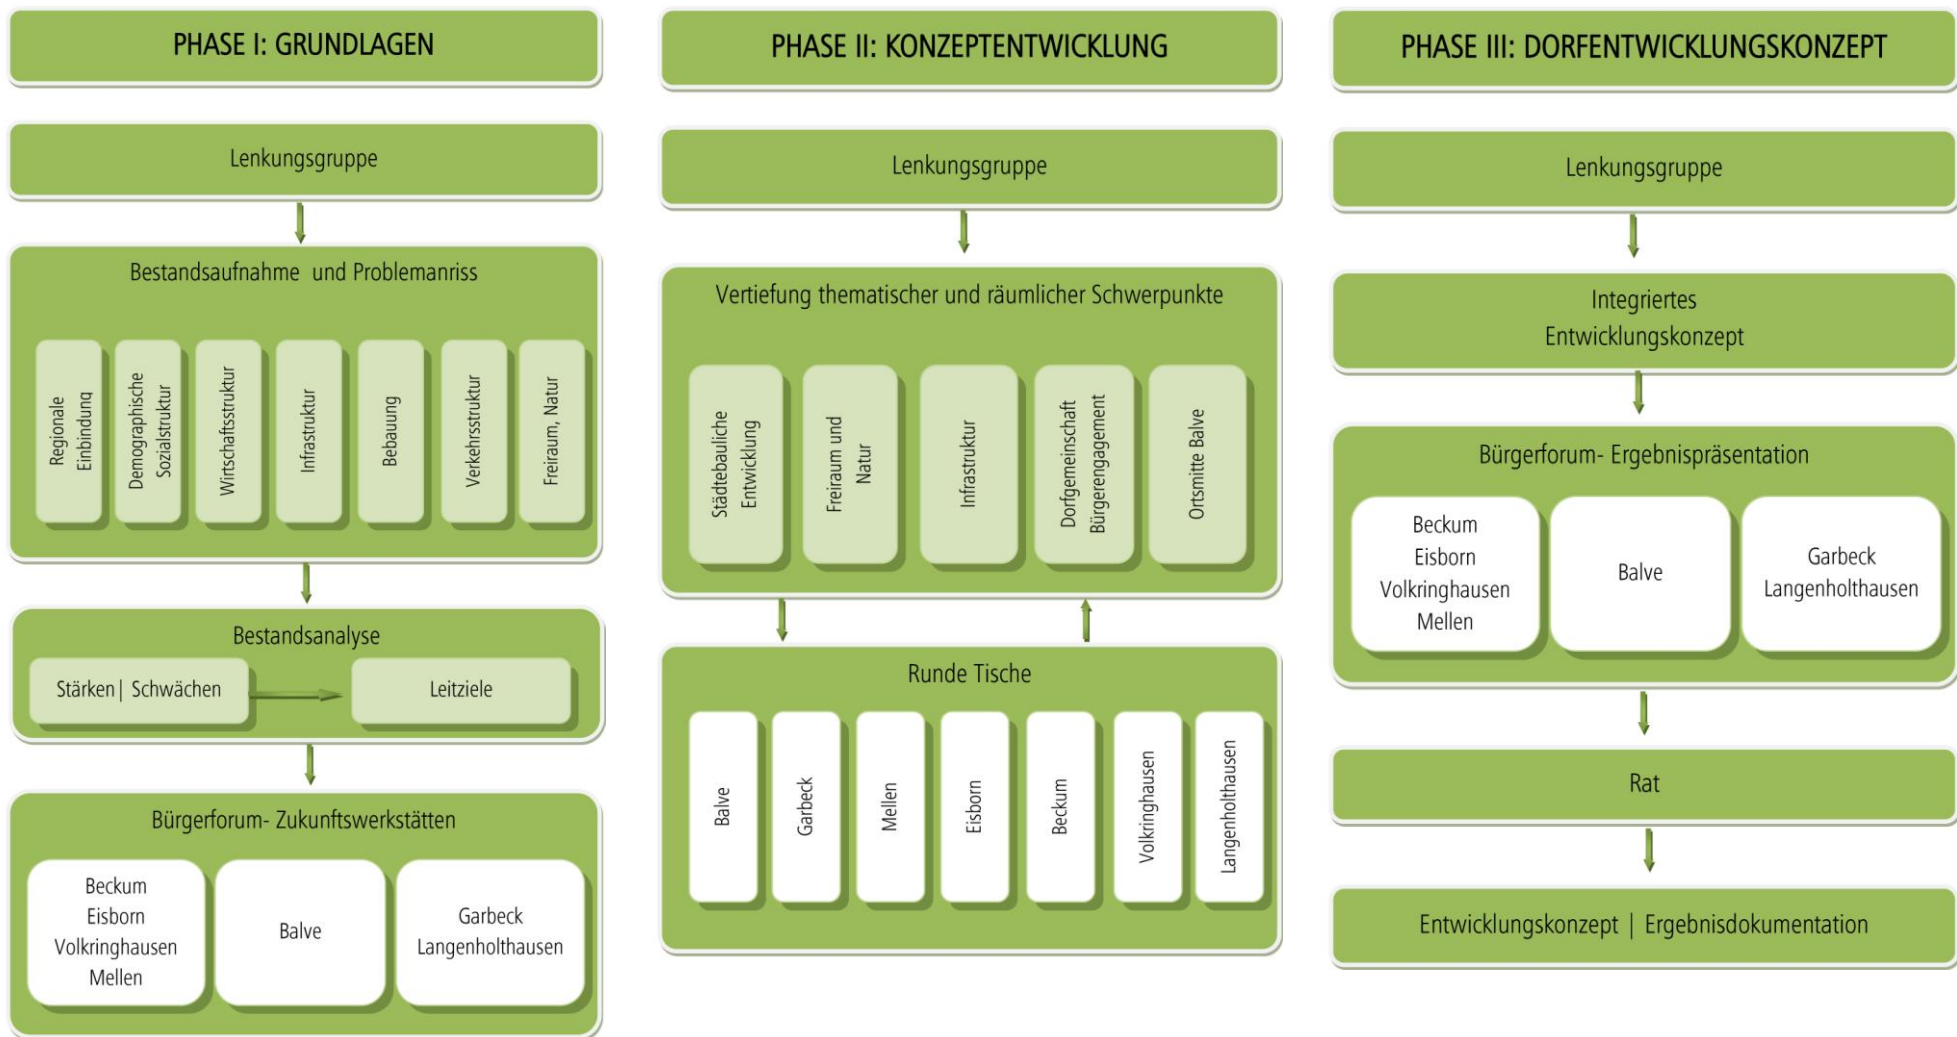 PHASE I: GRUNDLAGEN
Lenkungsgruppe
Bestandsaufnahme und Problemanriss
Regionale
Einbindung
Demographische
Sozialstruktur
Wirtschaftsstruktur
Infrastruktur
Bebauung
Verkehrsstruktur
Freiraum, Natur
Bestandsanalyse
Stärken| Schwächen
Leitziele
Bürgerforum- Zukunftswerkstätten
Beckum
Eisborn
Volkringhausen
Mellen
Balve
Garbeck
Langenholthausen
PHASE II: KONZEPTENTWICKLUNG
Lenkungsgruppe
Vertiefung thematischer und räumlicher Schwerpunkte
Städtebauliche
Entwicklung
Freiraum und
Natur
Infrastruktur
Dorfgemeinschaft
Bürgerengagement
Ortsmitte Balve
Runde Tische
Balve
Garbeck
Mellen
Eisborn
Beckum
Volkringhausen
Langenholthausen
PHASE III: DORFENTWICKLUNGSKONZEPT
Lenkungsgruppe
Integriertes
Entwicklungskonzept
Bürgerforum- Ergebnispräsentation
Beckum
Eisborn
Volkringhausen
Mellen
Balve
Garbeck
Langenholthausen
Rat
Entwicklungskonzept | Ergebnisdokumentation